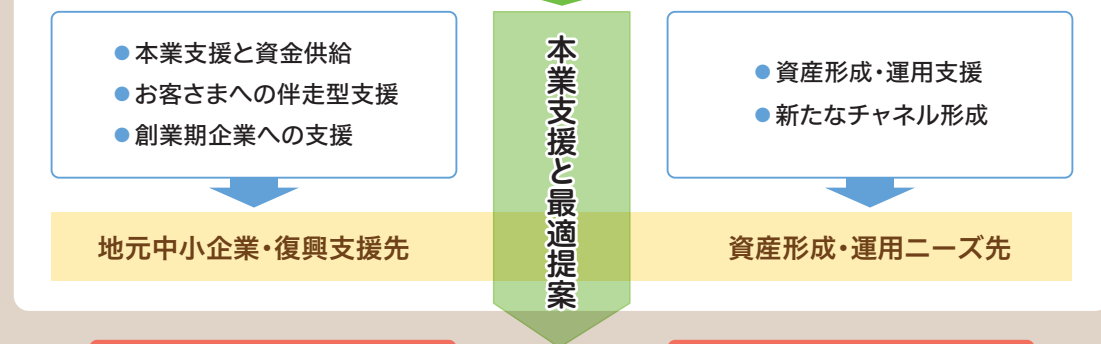 ●本業支援と資金供給
●お客さまへの伴走型支援
●創業期企業への支援
本業支援と最適提案
●資産形成・運用支援
●新たなチャネル形成
地元中小企業・復興支援先
資産形成・運用ニーズ先